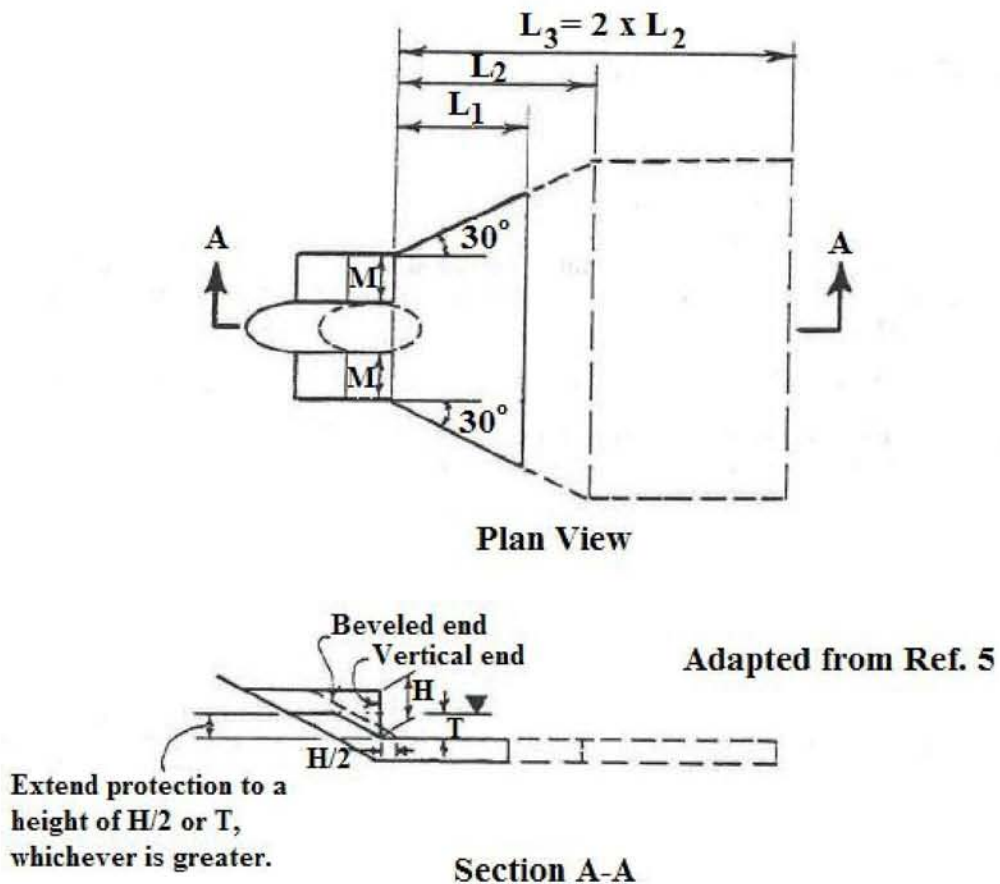 L3= 2 x L2
L2
L1
30°
A
A
M
M
30°
Plan View
Beveled end
Vertical end
Adapted from Ref. 5
H
T
H/2
Extend protection to a
height of H/2 or T,
whichever is greater.
Section A-A